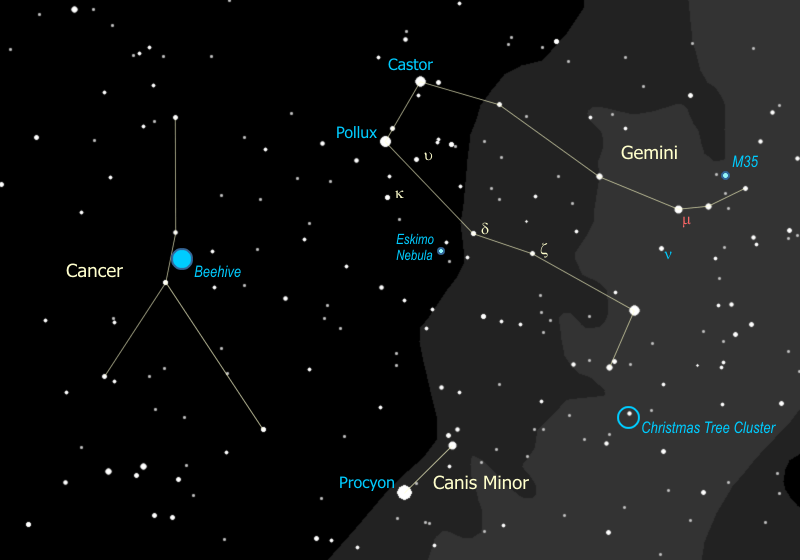 Castor
Pollux
υ
Gemini
M35
κ
μ
δ
Eskimo
Nebula
ζ
ν
Cancer
Beehive
Christmas Tree Cluster
Procyon
Canis Minor